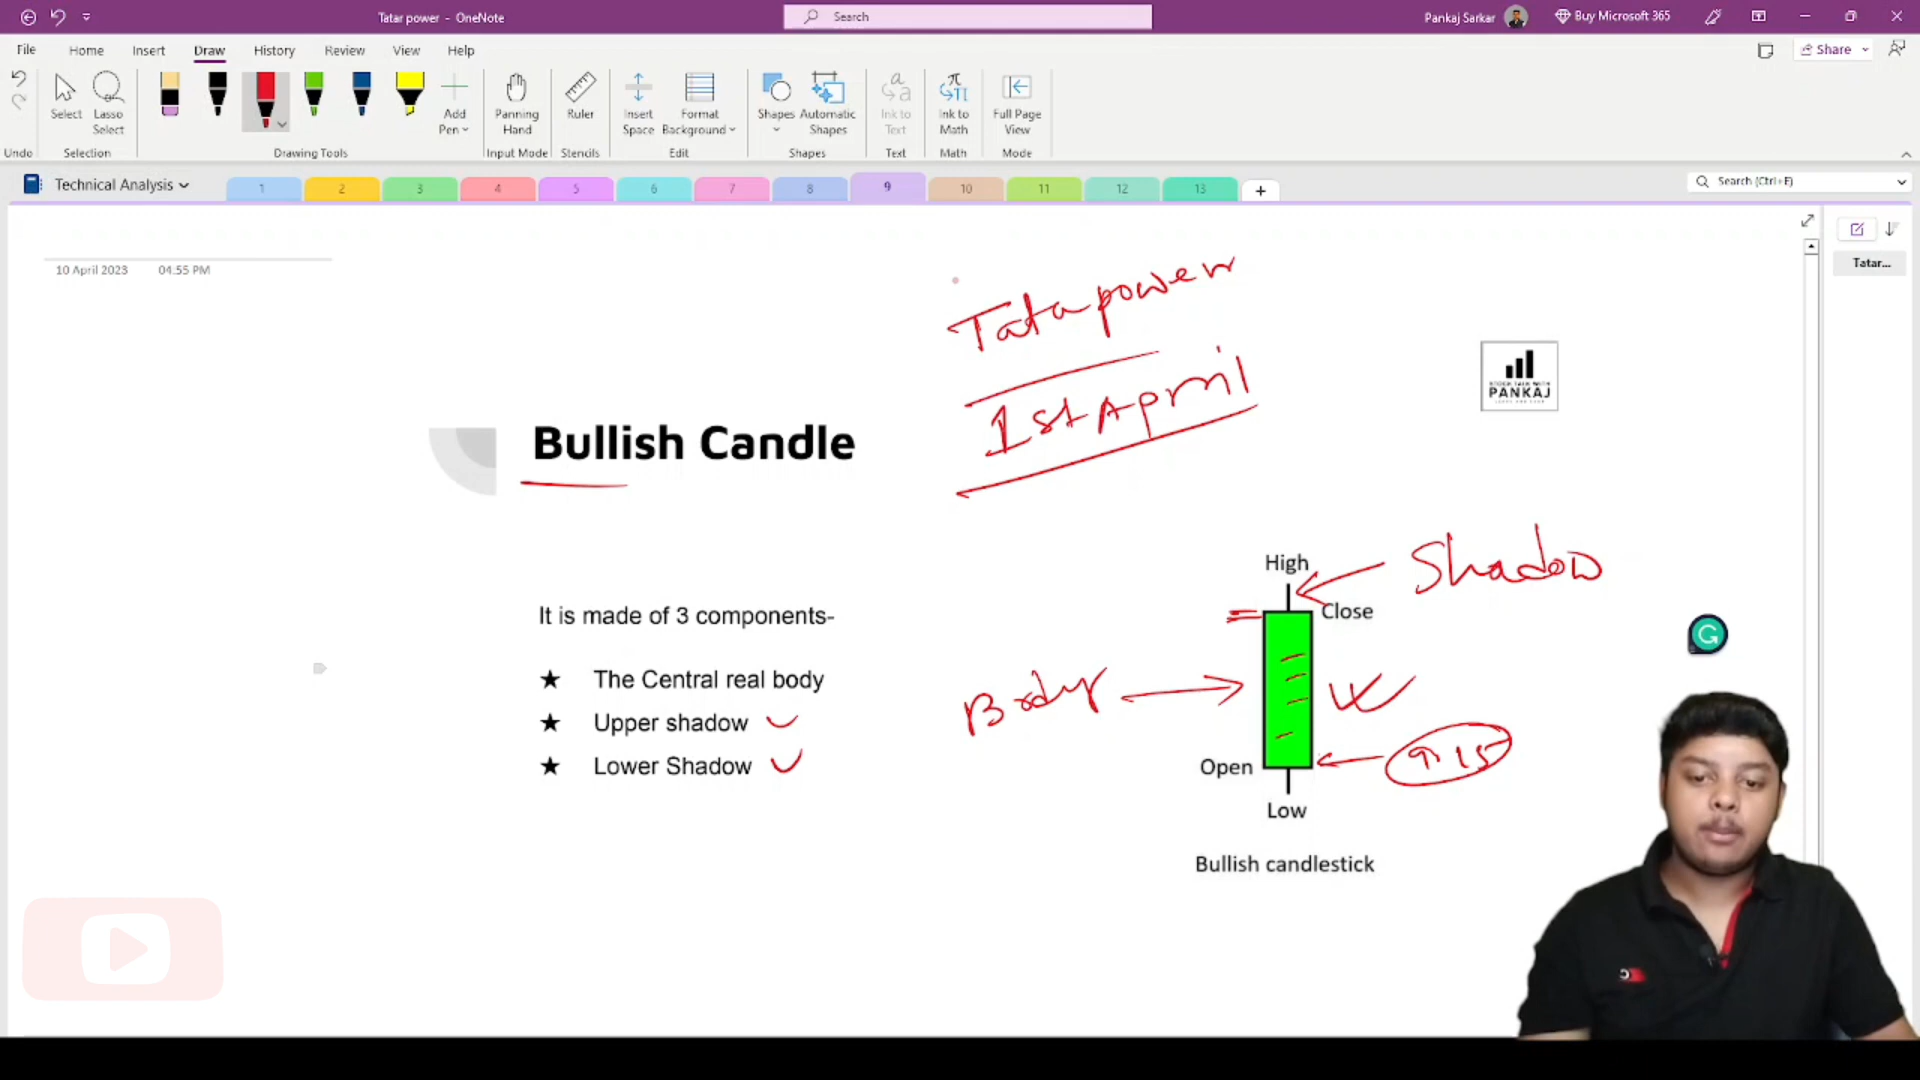 Tatar power - OneNote
Search
Pankaj Sarkar
Buy Microsoft 365
File Home Insert Draw History Review View Help
Share
Select
Lasso Select
Add Pen
Panning Hand
Ruler
Insert Space
Format Background
Shapes
Automatic Shapes
Ink to Text
Ink to Math
Full Page View
Undo Selection Drawing Tools Input Mode Stencils Edit Shapes Text Math Mode
Technical Analysis 1 2 3 4 5 6 7 8 9 10 11 12 13 +
Search (Ctrl+E)
Tatar...
10 April 2023 04:55 PM
Tata power
1st April
STOCK TALK WITH
PANKAJ
Bullish Candle
It is made of 3 components-
★ The Central real body
★ Upper shadow
★ Lower Shadow
High
Shadow
Close
Body
Open
9:15
Low
Bullish candlestick